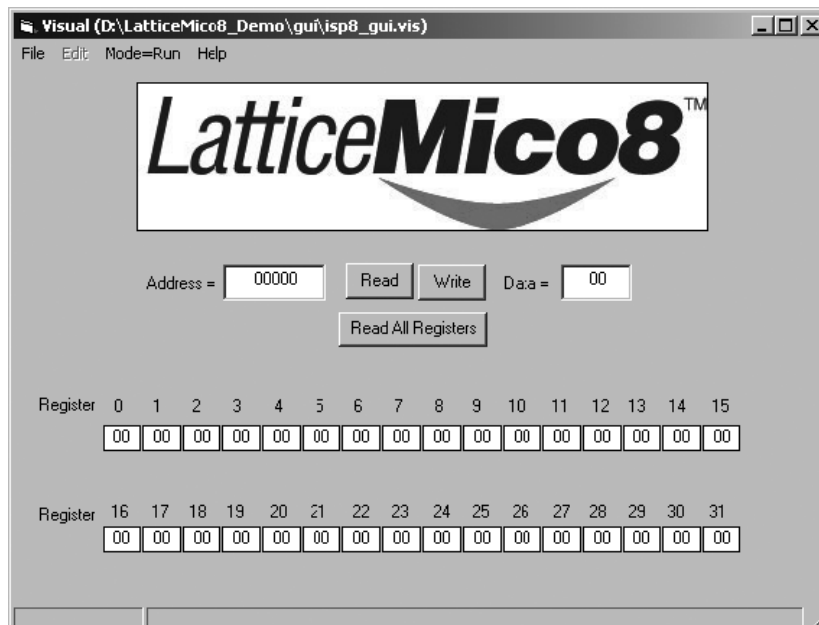 Visual (D:\LatticeMico8_Demo\gui\isp8_gui.vis)
File Edit Mode=Run Help
LatticeMico8™
Address = 00000 Read Write Da:a = 00
Read All Registers
Register 0 1 2 3 4 5 6 7 8 9 10 11 12 13 14 15
00 00 00 00 00 00 00 00 00 00 00 00 00 00 00 00
Register 16 17 18 19 20 21 22 23 24 25 26 27 28 29 30 31
00 00 00 00 00 00 00 00 00 00 00 00 00 00 00 00